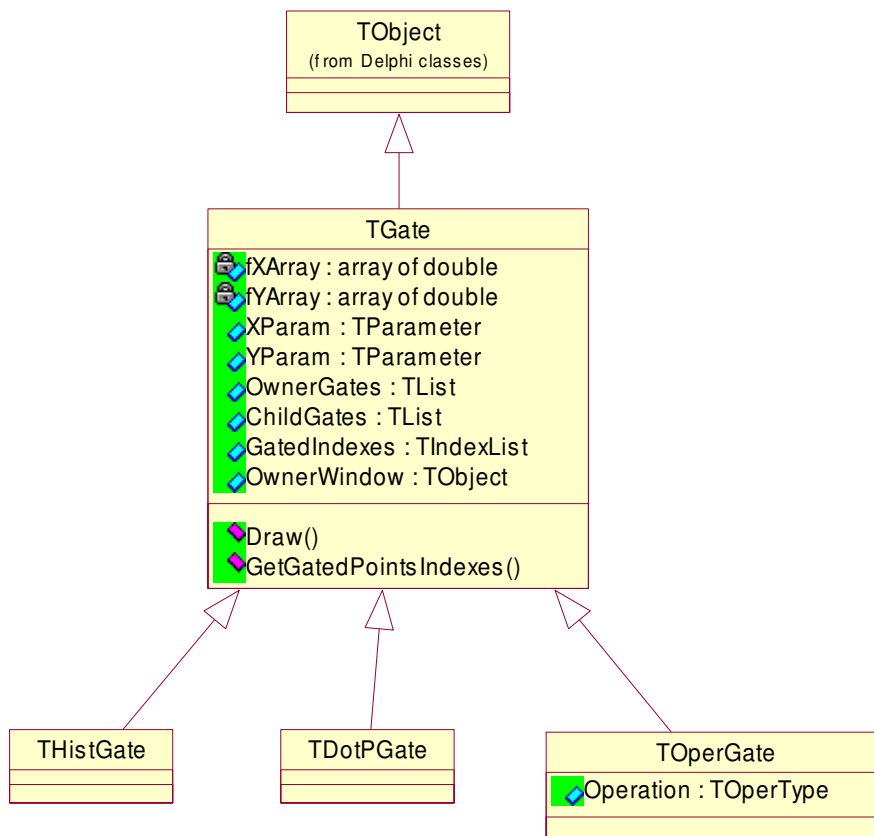 TObject
(from Delphi classes)
TGate
fXArray : array of double
fYArray : array of double
XParam : TParameter
YParam : TParameter
OwnerGates : TList
ChildGates : TList
GatedIndexes : TIndexList
OwnerWindow : TObject
Draw()
GetGatedPointsIndexes()
THistGate
TDotPGate
TOperGate
Operation : TOperType